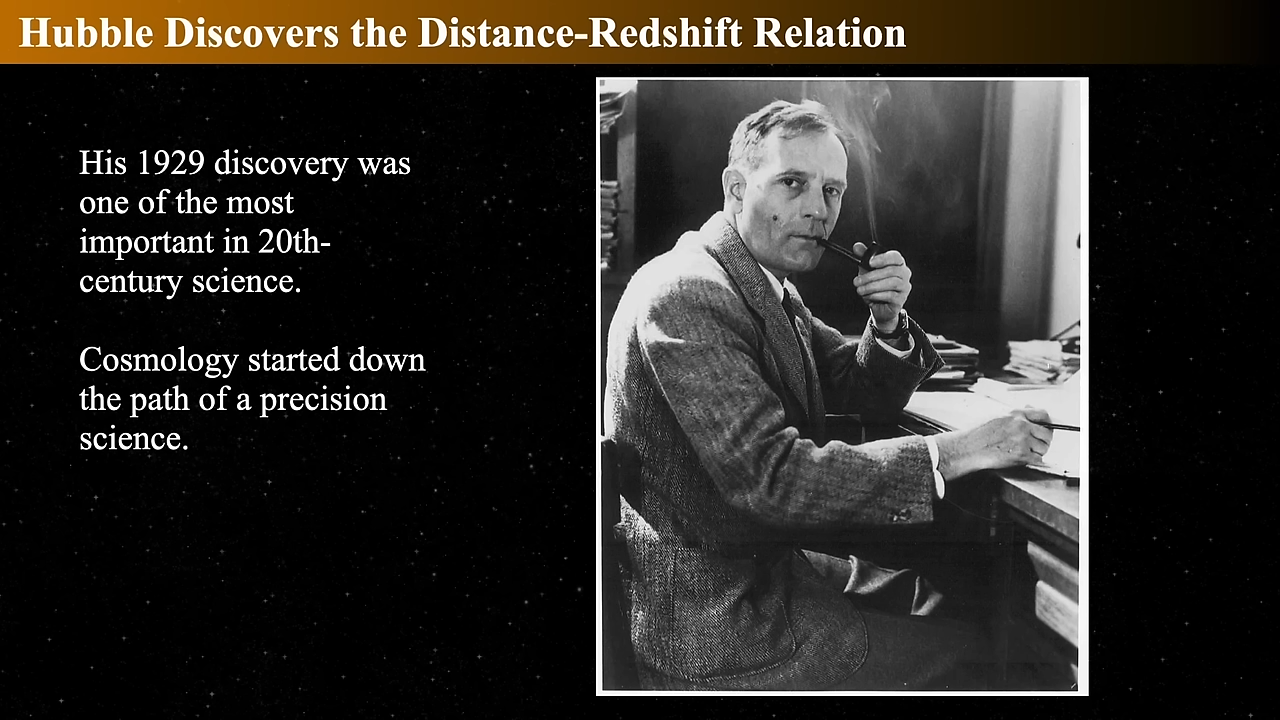 Hubble Discovers the Distance-Redshift Relation
His 1929 discovery was
one of the most
important in 20th-
century science.
Cosmology started down
the path of a precision
science.